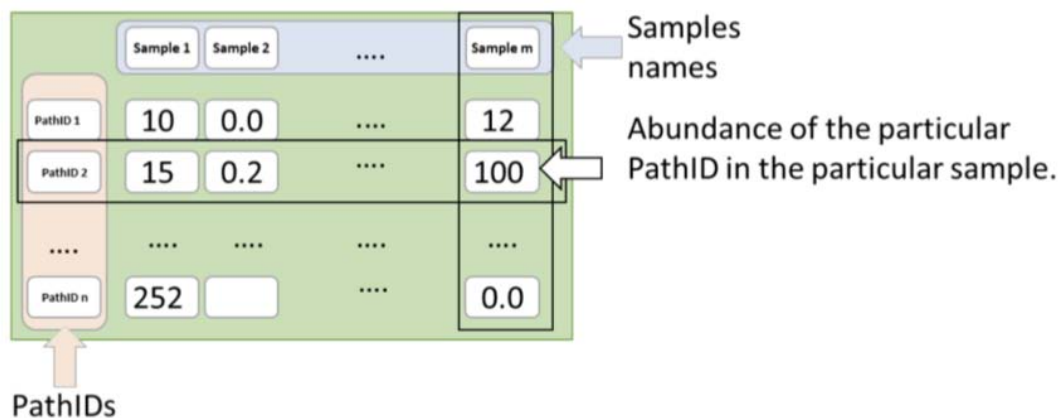 Sample 1 Sample 2 .... Sample m
Samples
names
PathID 1 10 0.0 .... 12
Abundance of the particular
PathID in the particular sample.
PathID 2 15 0.2 .... 100
.... .... .... .... ....
PathID n 252 .... 0.0
PathIDs